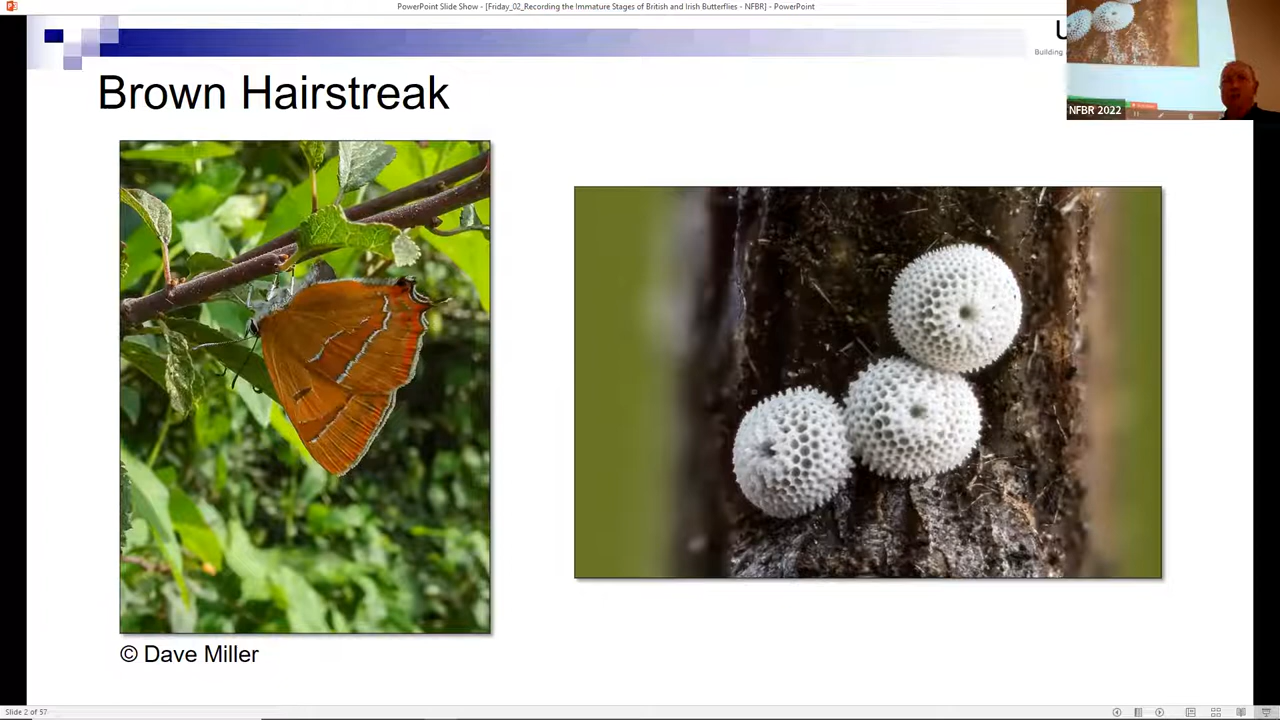 PowerPoint Slide Show - [Friday_02_Recording the Immature Stages of British and Irish Butterflies - NFBR] - PowerPoint
U
Building
NFBR 2022
Brown Hairstreak
© Dave Miller
Slide 2 of 57